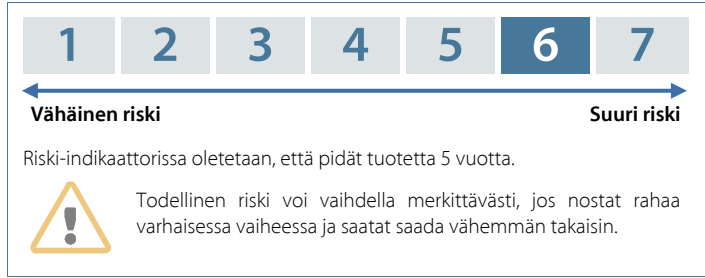 1 2 3 4 5 6 7
Vähäinen riski Suuri riski
Riski-indikaattorissa oletetaan, että pidät tuotetta 5 vuotta.
Todellinen riski voi vaihdella merkittävästi, jos nostat rahaa
varhaisessa vaiheessa ja saatat saada vähemmän takaisin.